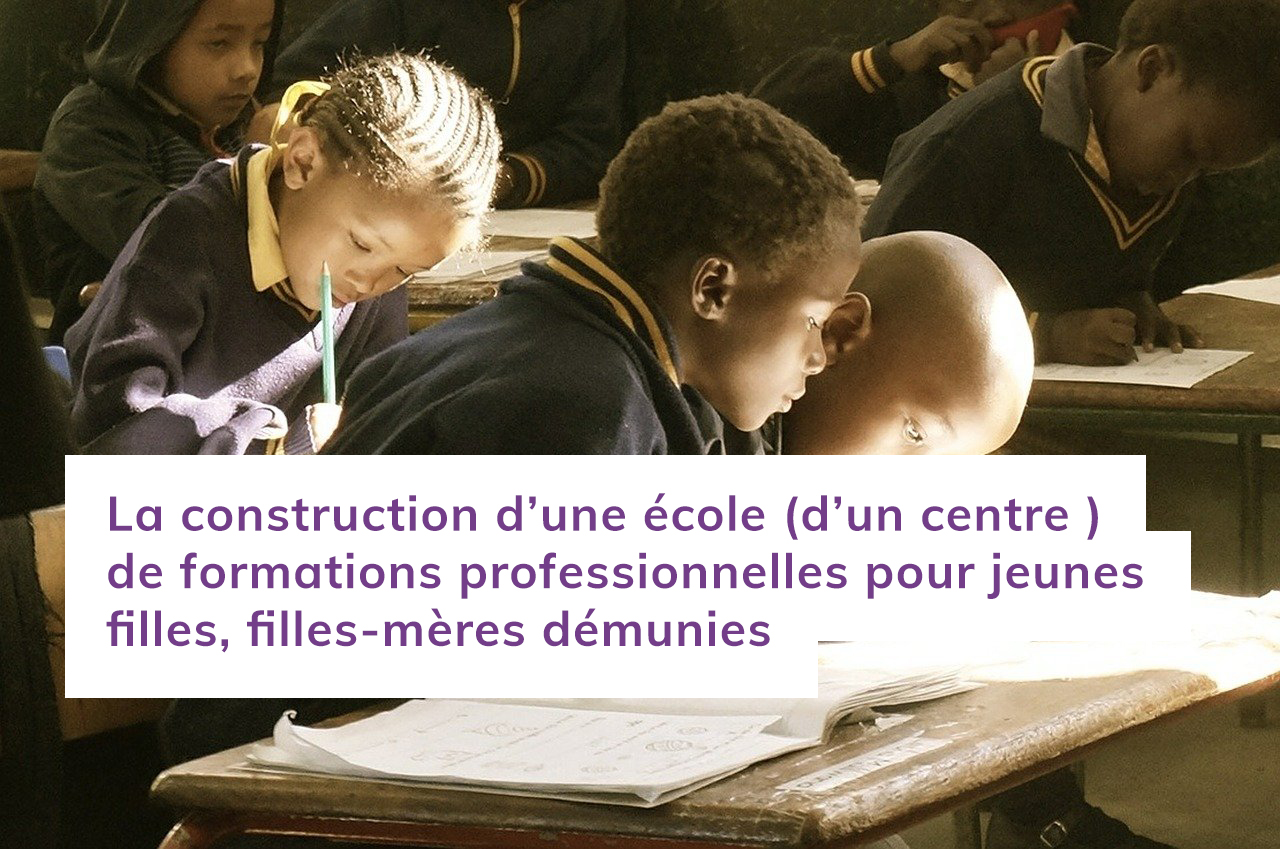 La construction d’une école (d’un centre )
de formations professionnelles pour jeunes
filles, filles-mères démunies